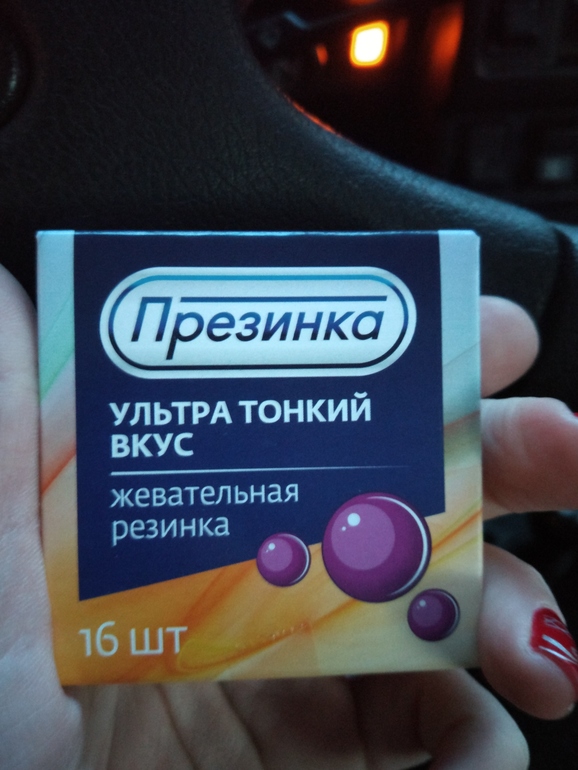 Презинка
УЛЬТРА ТОНКИЙ
ВКУС
жевательная
резинка
16 шт